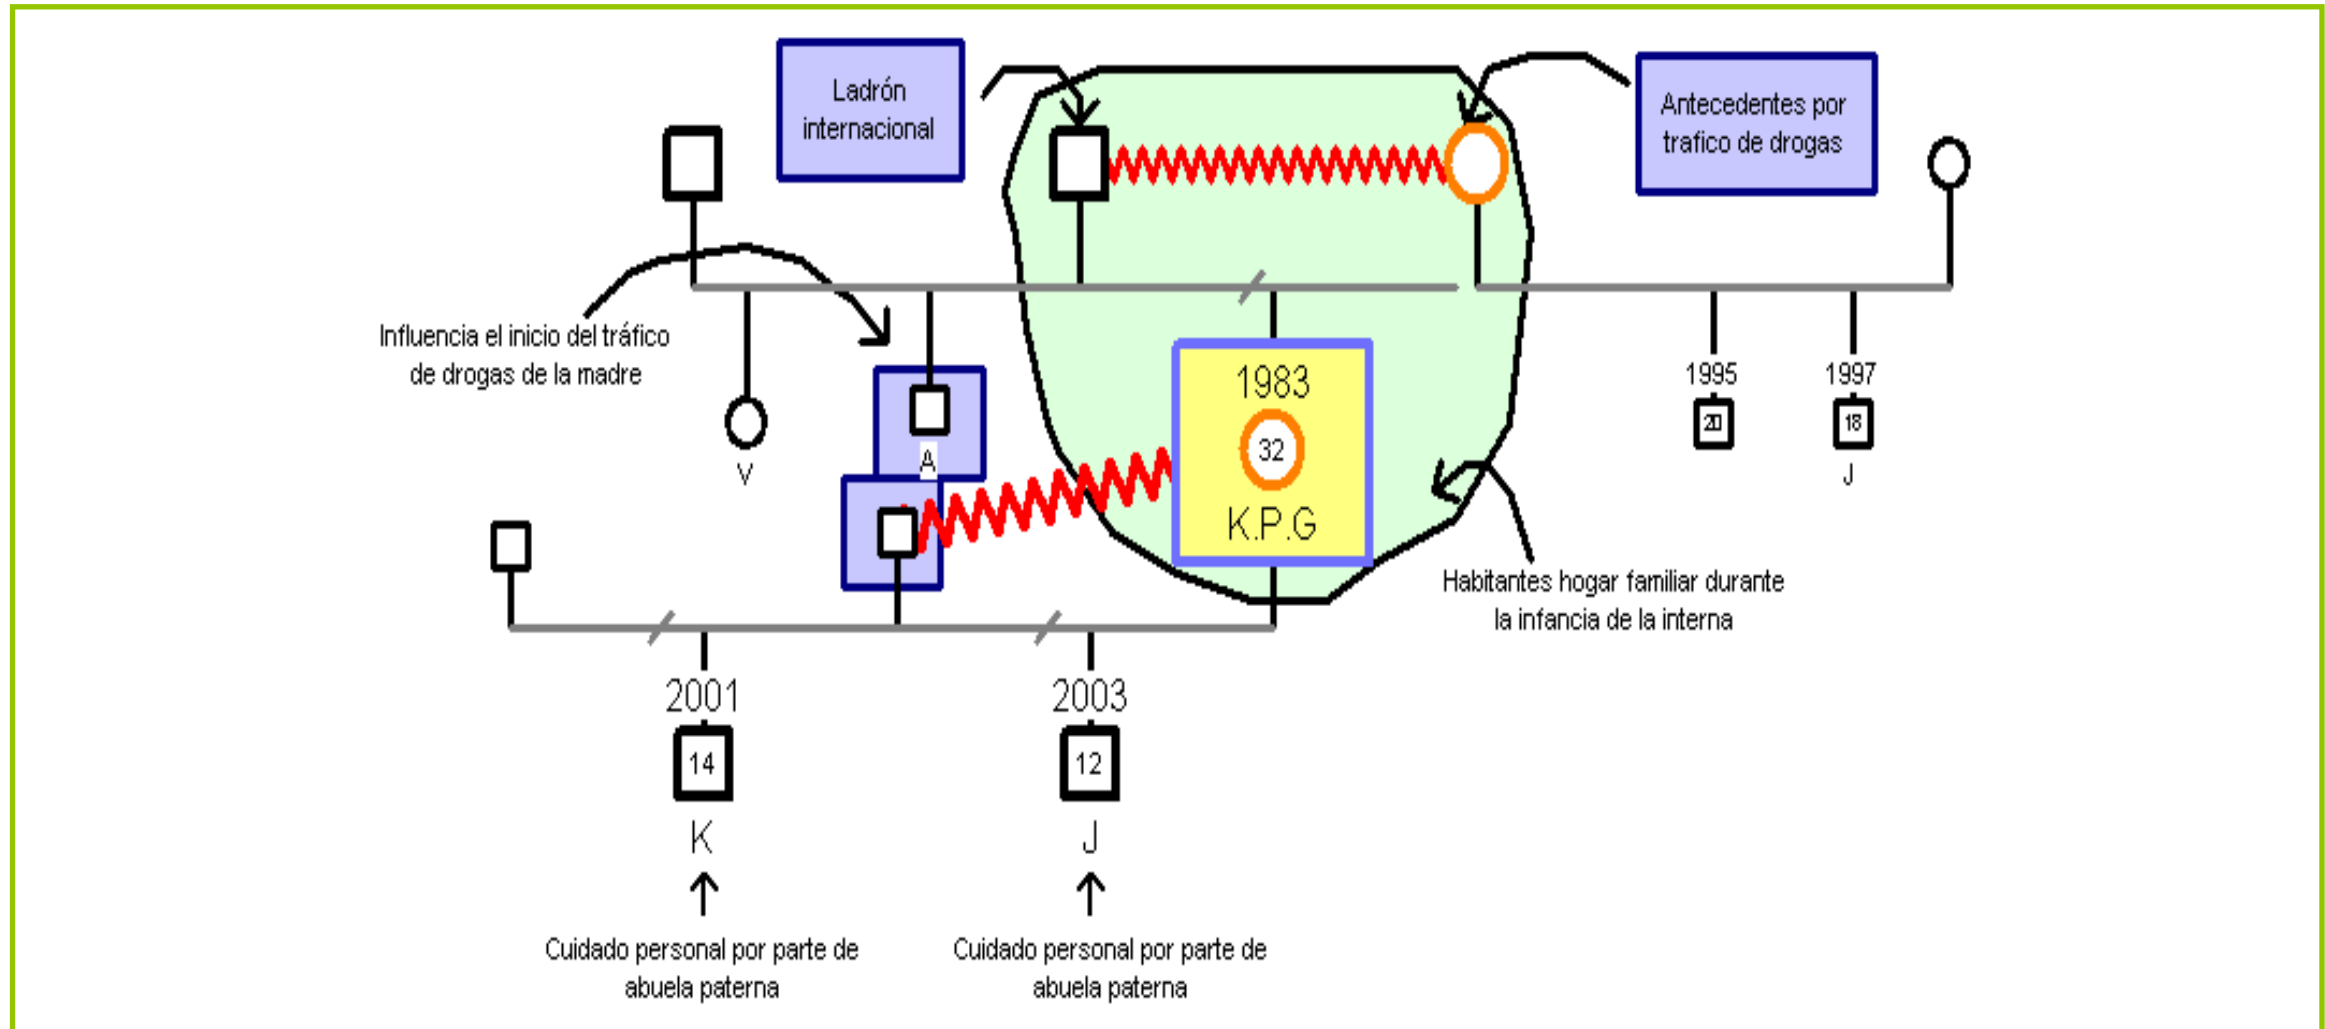 Ladrón
internacional
Antecedentes por
trafico de drogas
Influencia el inicio del tráfico
de drogas de la madre
1983
32
K.P.G
1995
20
1997
18
J
V
A
Habitantes hogar familiar durante
la infancia de la interna
2001
14
K
Cuidado personal por parte de
abuela paterna
2003
12
J
Cuidado personal por parte de
abuela paterna